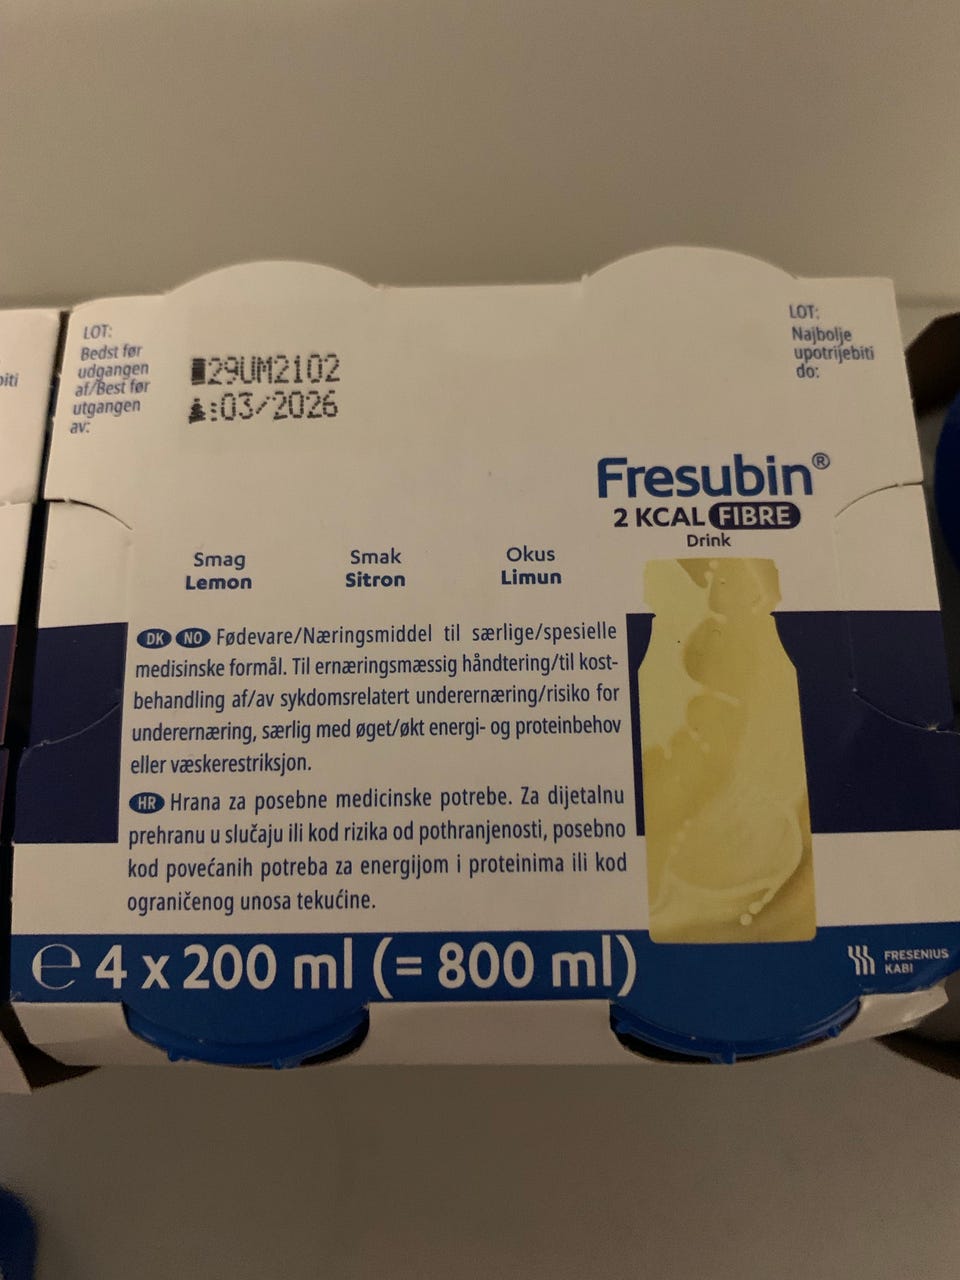 LOT:
Bedst før
udgangen
af/Best før
utgangen
av:
29UM2102
:03/2026
LOT:
Najbolje
upotrijebiti
do:
Fresubin®
2 KCAL FIBRE
Drink
Smag
Lemon
Smak
Sitron
Okus
Limun
DK NO Fødevare/Næringsmiddel til særlige/spesielle
medisinske formål. Til ernæringsmæssig håndtering/til kost-
behandling af/av sykdomsrelatert underernæring/risiko for
underernæring, særlig med øget/økt energi- og proteinbehov
eller væskerestriksjon.
HR Hrana za posebne medicinske potrebe. Za dijetalnu
prehranu u slučaju ili kod rizika od pothranjenosti, posebno
kod povećanih potreba za energijom i proteinima ili kod
ograničenog unosa tekućine.
℮ 4 x 200 ml (= 800 ml)
FRESENIUS
KABI